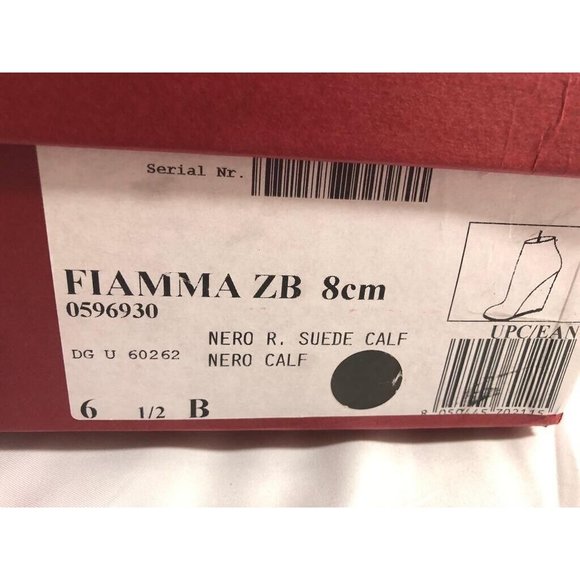 Serial Nr.
FIAMMA ZB 8cm
0596930
UPC/EAN
NERO R. SUEDE CALF
DG U 60262 NERO CALF
6 1/2 B